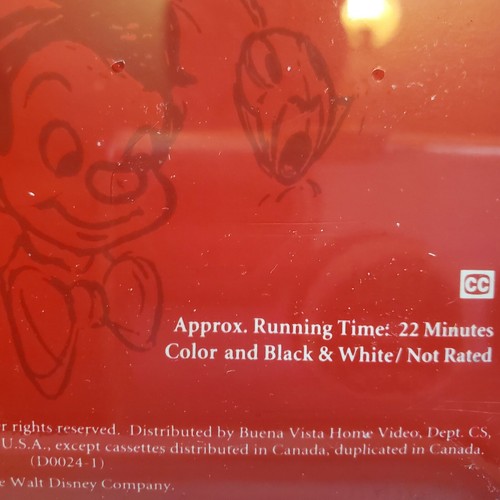 CC
Approx. Running Time: 22 Minutes
Color and Black & White/ Not Rated
r rights reserved. Distributed by Buena Vista Home Video, Dept. CS,
U.S.A., except cassettes distributed in Canada, duplicated in Canada.
(D0024-1)
e Walt Disney Company.